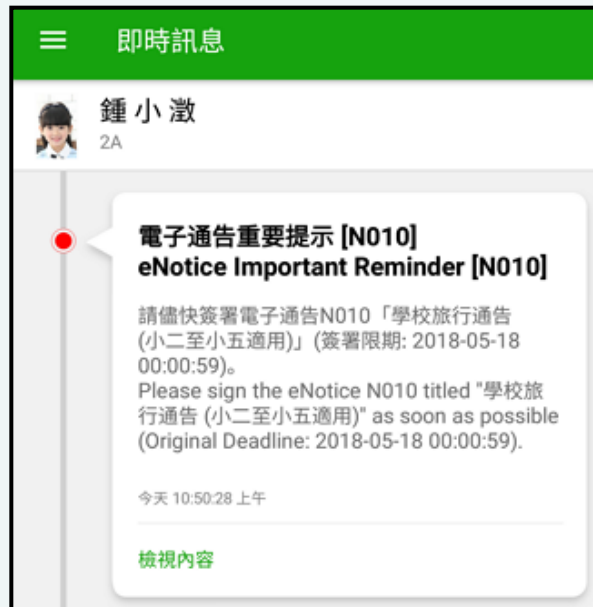 即時訊息
鍾 小 澂
2A
電子通告重要提示 [N010]
eNotice Important Reminder [N010]
請儘快簽署電子通告N010「學校旅行通告
(小二至小五適用)」(簽署限期: 2018-05-18
00:00:59)。
Please sign the eNotice N010 titled "學校旅
行通告 (小二至小五適用)" as soon as possible
(Original Deadline: 2018-05-18 00:00:59).
今天 10:50:28 上午
檢視內容